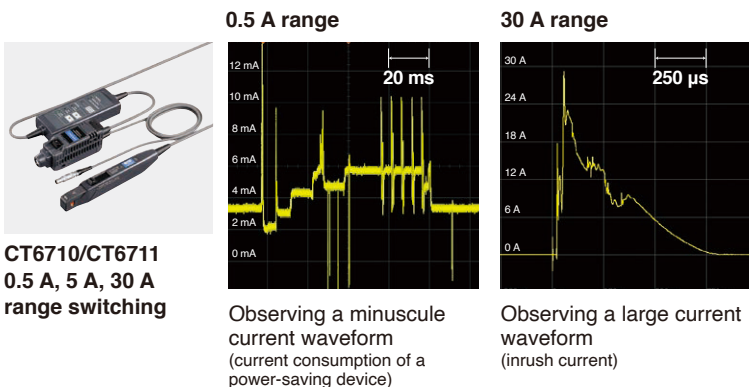 0.5 A range
30 A range
12 mA
10 mA
8 mA
6 mA
4 mA
2 mA
0 mA
20 ms
30 A
24 A
18 A
12 A
6 A
0 A
250 µs
CT6710/CT6711
0.5 A, 5 A, 30 A
range switching
Observing a minuscule
current waveform
(current consumption of a
power-saving device)
Observing a large current
waveform
(inrush current)